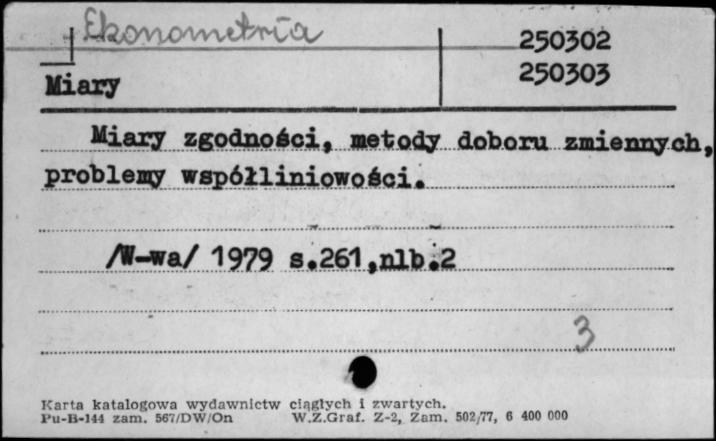 Ekonometria
250302
250303
Miary
Miary zgodności, metody doboru zmiennych,
problemy współliniowości.
/W-wa/ 1979 s.261,nlb.2
3
Karta katalogowa wydawnictw ciągłych i zwartych.
Pu-B-144 zam. 567/DW/On W.Z.Graf. Z-2, Zam. 502/77, 6 400 000